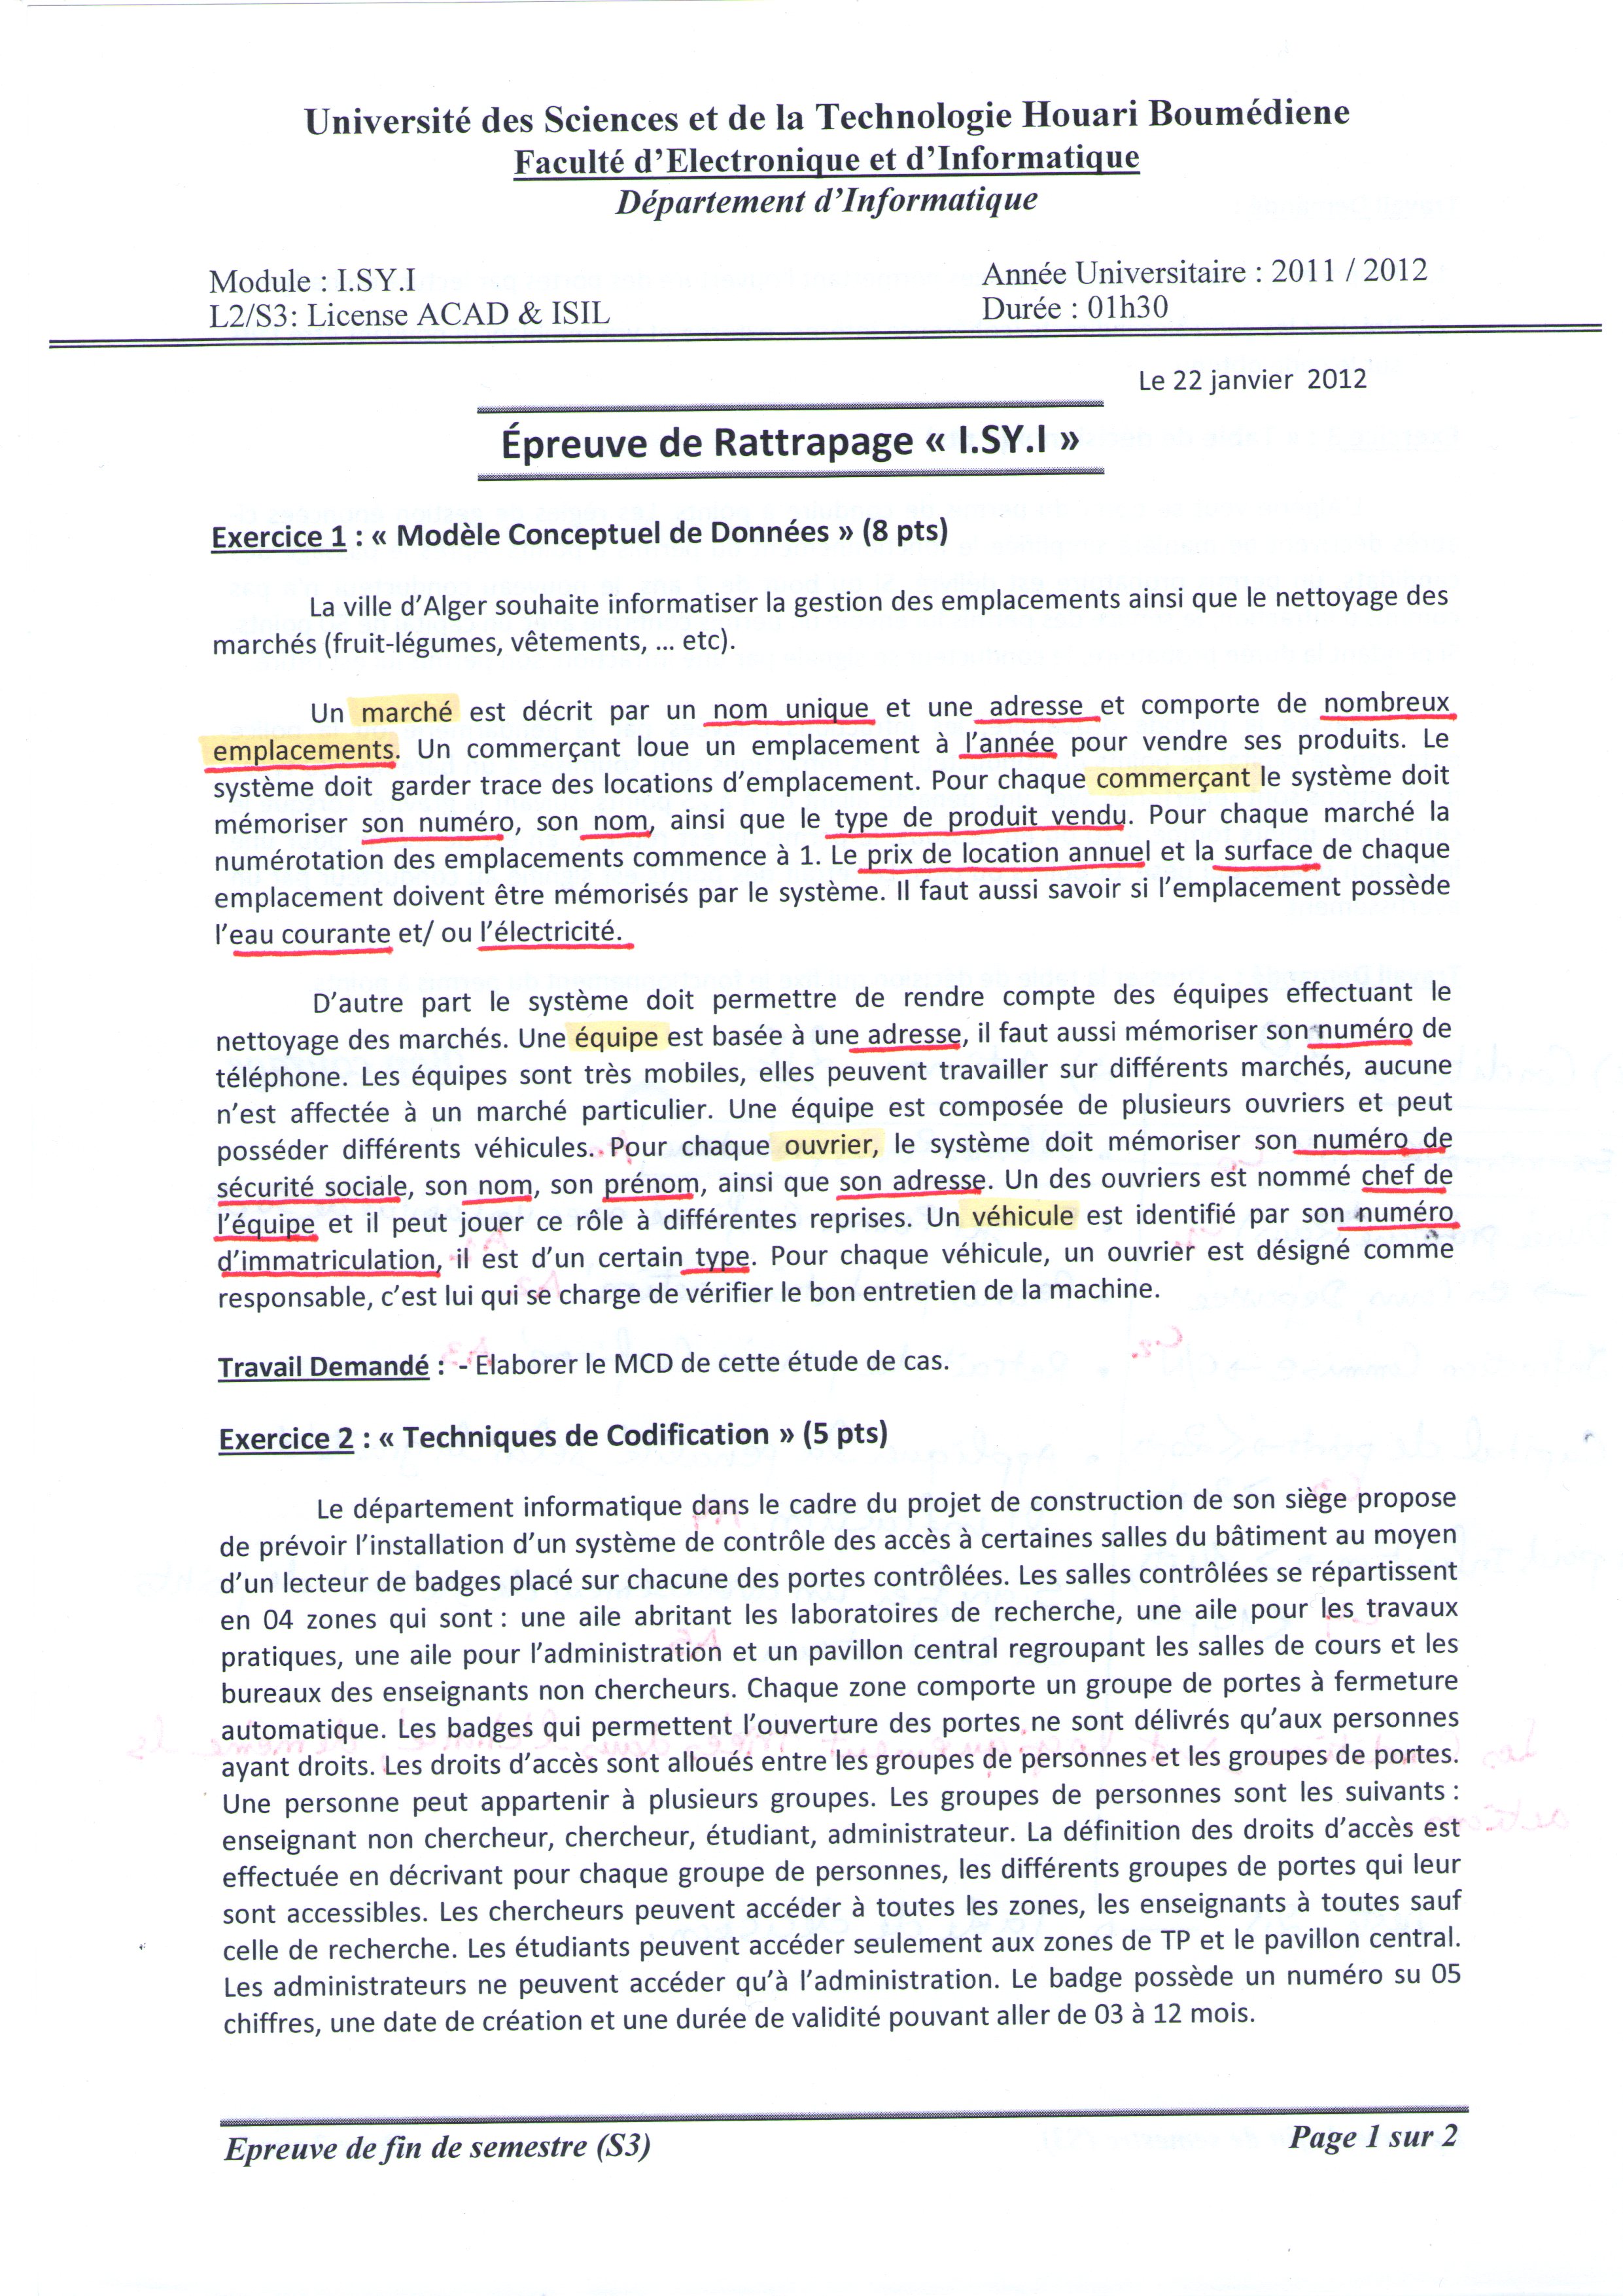 Université des Sciences et de la Technologie Houari Boumédiene
Faculté d'Electronique et d'Informatique
Département d'Informatique
Module : I.SY.I
Année Universitaire : 2011 / 2012
L2/S3: License ACAD & ISIL
Durée : 01h30
Le 22 janvier 2012
Épreuve de Rattrapage « I.SY.I »
Exercice 1 : « Modèle Conceptuel de Données » (8 pts)
La ville d'Alger souhaite informatiser la gestion des emplacements ainsi que le nettoyage des
marchés (fruit-légumes, vêtements, ... etc).
Un marché est décrit par un nom unique et une adresse et comporte de nombreux
emplacements. Un commerçant loue un emplacement à l'année pour vendre ses produits. Le
système doit garder trace des locations d'emplacement. Pour chaque commerçant le système doit
mémoriser son numéro, son nom, ainsi que le type de produit vendu. Pour chaque marché la
numérotation des emplacements commence à 1. Le prix de location annuel et la surface de chaque
emplacement doivent être mémorisés par le système. Il faut aussi savoir si l'emplacement possède
l'eau courante et/ ou l'électricité.
D'autre part le système doit permettre de rendre compte des équipes effectuant le
nettoyage des marchés. Une équipe est basée à une adresse, il faut aussi mémoriser son numéro de
téléphone. Les équipes sont très mobiles, elles peuvent travailler sur différents marchés, aucune
n'est affectée à un marché particulier. Une équipe est composée de plusieurs ouvriers et peut
posséder différents véhicules. Pour chaque ouvrier, le système doit mémoriser son numéro de
sécurité sociale, son nom, son prénom, ainsi que son adresse. Un des ouvriers est nommé chef de
l'équipe et il peut jouer ce rôle à différentes reprises. Un véhicule est identifié par son numéro
d'immatriculation, il est d'un certain type. Pour chaque véhicule, un ouvrier est désigné comme
responsable, c'est lui qui se charge de vérifier le bon entretien de la machine.
Travail Demandé : - Elaborer le MCD de cette étude de cas.
Exercice 2 : « Techniques de Codification » (5 pts)
Le département informatique dans le cadre du projet de construction de son siège propose
de prévoir l'installation d'un système de contrôle des accès à certaines salles du bâtiment au moyen
d'un lecteur de badges placé sur chacune des portes contrôlées. Les salles contrôlées se répartissent
en 04 zones qui sont : une aile abritant les laboratoires de recherche, une aile pour les travaux
pratiques, une aile pour l'administration et un pavillon central regroupant les salles de cours et les
bureaux des enseignants non chercheurs. Chaque zone comporte un groupe de portes à fermeture
automatique. Les badges qui permettent l'ouverture des portes ne sont délivrés qu'aux personnes
ayant droits. Les droits d'accès sont alloués entre les groupes de personnes et les groupes de portes.
Une personne peut appartenir à plusieurs groupes. Les groupes de personnes sont les suivants :
enseignant non chercheur, chercheur, étudiant, administrateur. La définition des droits d'accès est
effectuée en décrivant pour chaque groupe de personnes, les différents groupes de portes qui leur
sont accessibles. Les chercheurs peuvent accéder à toutes les zones, les enseignants à toutes sauf
celle de recherche. Les étudiants peuvent accéder seulement aux zones de TP et le pavillon central.
Les administrateurs ne peuvent accéder qu'à l'administration. Le badge possède un numéro su 05
chiffres, une date de création et une durée de validité pouvant aller de 03 à 12 mois.
Epreuve de fin de semestre (S3)
Page 1 sur 2